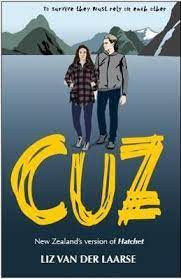 To survive they must rely on each other
CUZ
New Zealand's version of Hatchet
LIZ VAN DER LAARSE